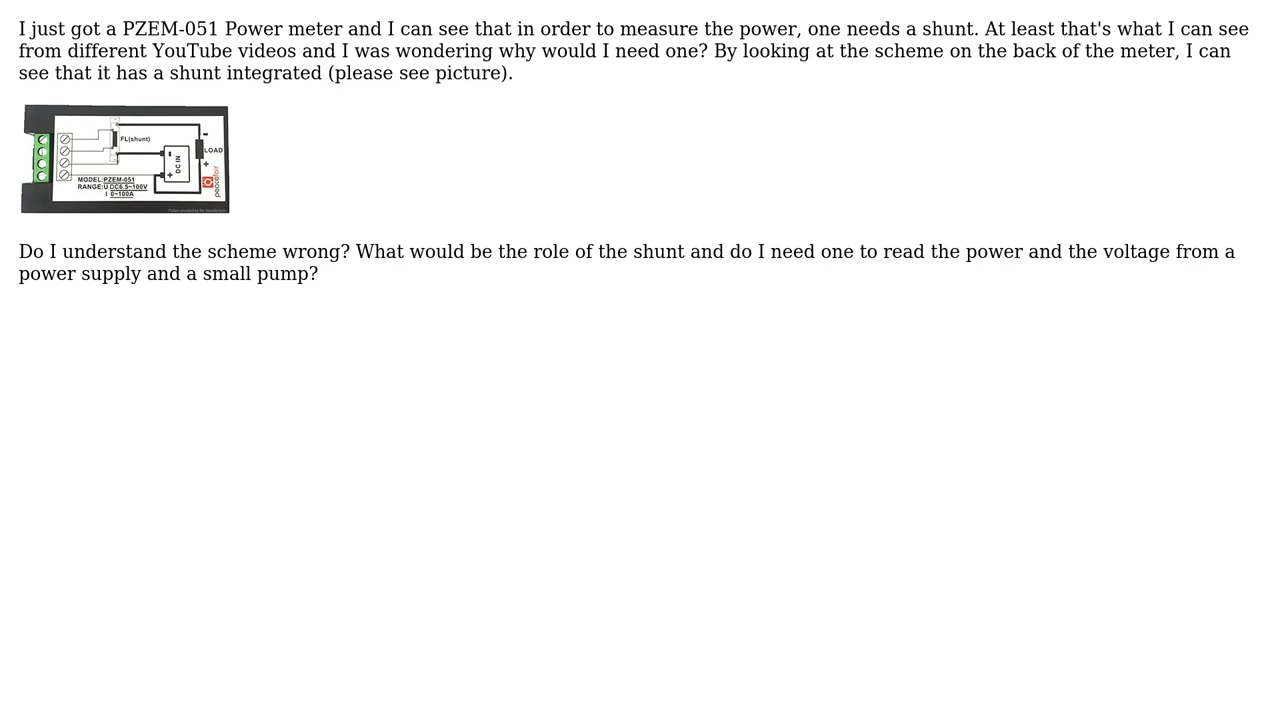 I just got a PZEM-051 Power meter and I can see that in order to measure the power, one needs a shunt. At least that's what I can see
from different YouTube videos and I was wondering why would I need one? By looking at the scheme on the back of the meter, I can
see that it has a shunt integrated (please see picture).
FL(shunt)
-
LOAD
+
-
DC IN
+
MODEL:PZEM-051
RANGE:U DC6.5~100V
I 0~100A
peacefair
Do I understand the scheme wrong? What would be the role of the shunt and do I need one to read the power and the voltage from a
power supply and a small pump?